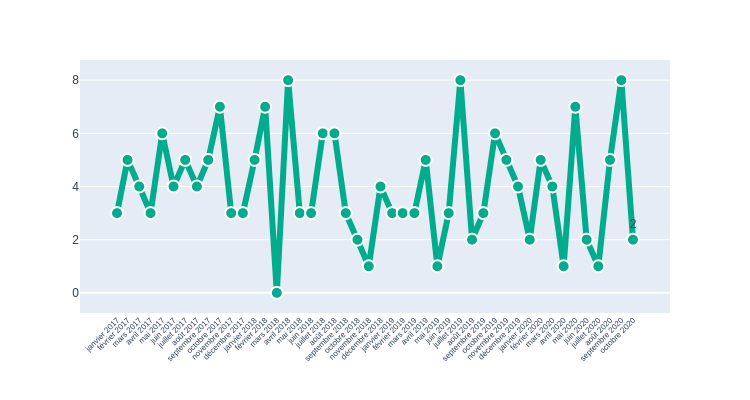 8
6
4
2
0
2
janvier 2017
février 2017
mars 2017
avril 2017
mai 2017
juin 2017
juillet 2017
août 2017
septembre 2017
octobre 2017
novembre 2017
décembre 2017
janvier 2018
février 2018
mars 2018
avril 2018
mai 2018
juin 2018
juillet 2018
août 2018
septembre 2018
octobre 2018
novembre 2018
décembre 2018
janvier 2019
février 2019
mars 2019
avril 2019
mai 2019
juin 2019
juillet 2019
août 2019
septembre 2019
octobre 2019
novembre 2019
décembre 2019
janvier 2020
février 2020
mars 2020
avril 2020
mai 2020
juin 2020
juillet 2020
août 2020
septembre 2020
octobre 2020